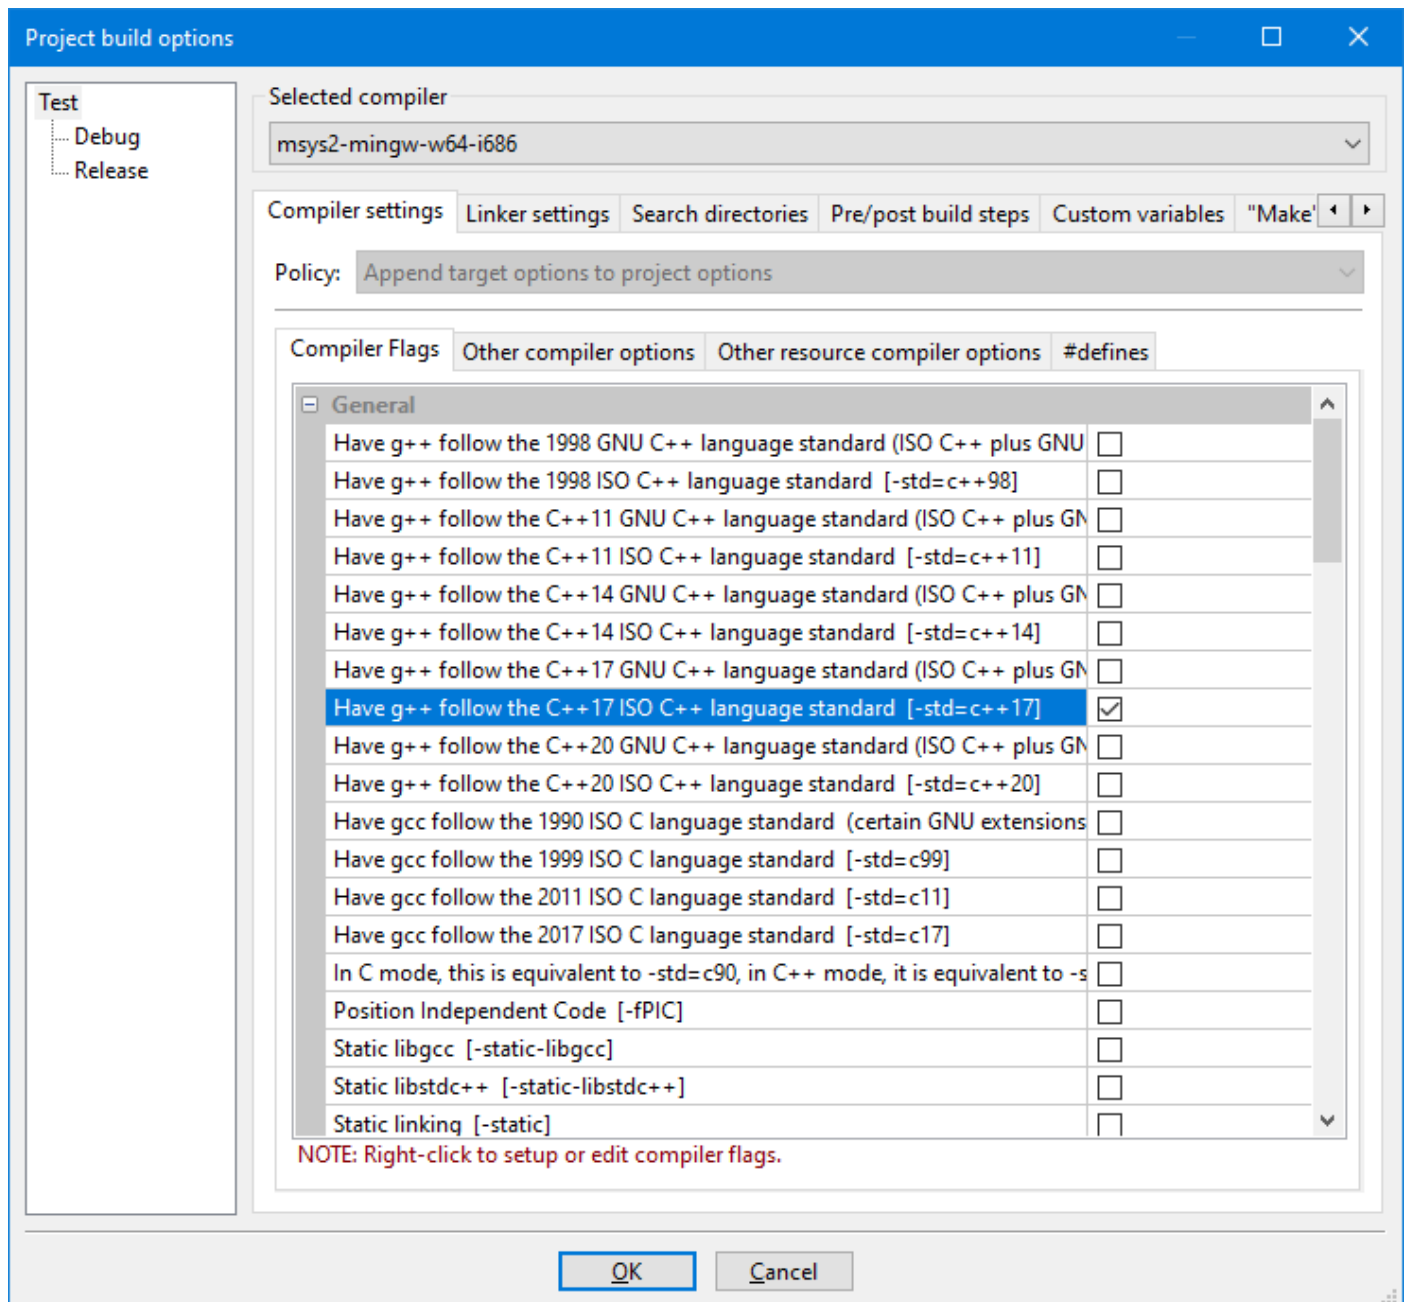 Project build options
Test
Debug
Release
Selected compiler
msys2-mingw-w64-i686
Compiler settings
Linker settings
Search directories
Pre/post build steps
Custom variables
"Make"
Policy:
Append target options to project options
Compiler Flags
Other compiler options
Other resource compiler options
#defines
General
Have g++ follow the 1998 GNU C++ language standard (ISO C++ plus GNU
Have g++ follow the 1998 ISO C++ language standard [-std=c++98]
Have g++ follow the C++11 GNU C++ language standard (ISO C++ plus GN
Have g++ follow the C++11 ISO C++ language standard [-std=c++11]
Have g++ follow the C++14 GNU C++ language standard (ISO C++ plus GN
Have g++ follow the C++14 ISO C++ language standard [-std=c++14]
Have g++ follow the C++17 GNU C++ language standard (ISO C++ plus GN
Have g++ follow the C++17 ISO C++ language standard [-std=c++17]
Have g++ follow the C++20 GNU C++ language standard (ISO C++ plus GN
Have g++ follow the C++20 ISO C++ language standard [-std=c++20]
Have gcc follow the 1990 ISO C language standard (certain GNU extensions
Have gcc follow the 1999 ISO C language standard [-std=c99]
Have gcc follow the 2011 ISO C language standard [-std=c11]
Have gcc follow the 2017 ISO C language standard [-std=c17]
In C mode, this is equivalent to -std=c90, in C++ mode, it is equivalent to -s
Position Independent Code [-fPIC]
Static libgcc [-static-libgcc]
Static libstdc++ [-static-libstdc++]
Static linking [-static]
NOTE: Right-click to setup or edit compiler flags.
OK
Cancel